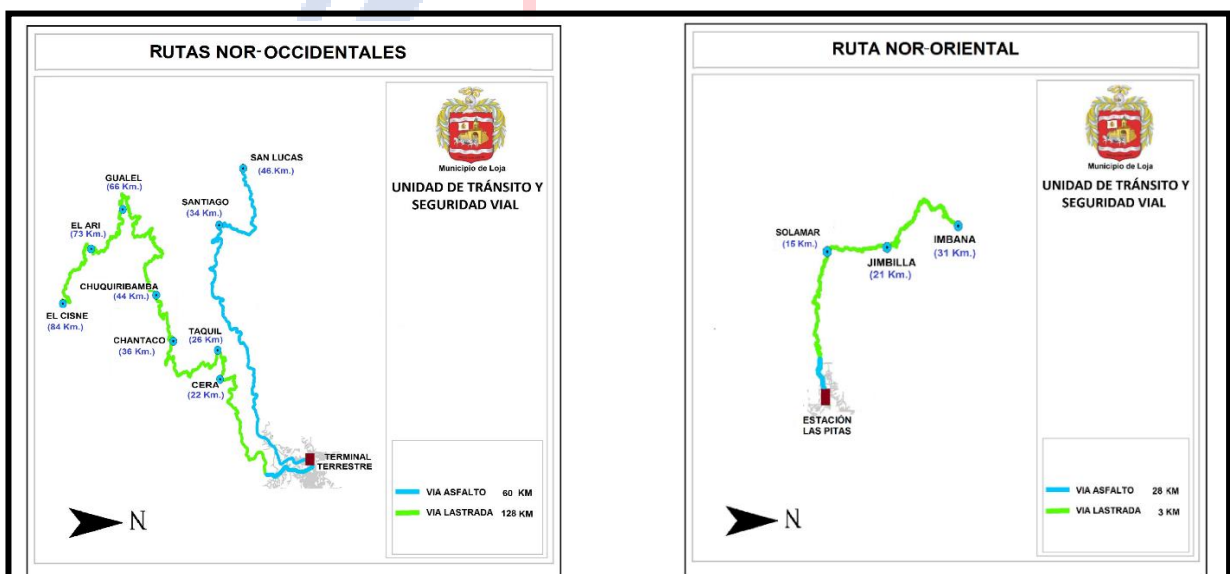 RUTAS NOR-OCCIDENTALES
SAN LUCAS
(46 Km.)
GUALEL
(66 Km.)
SANTIAGO
(34 Km.)
EL ARI
(73 Km.)
CHUQUIRIBAMBA
(44 Km.)
EL CISNE
(84 Km.)
CHANTACO
(36 Km.)
TAQUIL
(26 Km)
CERA
(22 Km.)
TERMINAL
TERRESTRE
N
Municipio de Loja
UNIDAD DE TRÁNSITO Y
SEGURIDAD VIAL
VIA ASFALTO 60 KM
VIA LASTRADA 128 KM
RUTA NOR-ORIENTAL
SOLAMAR
(15 Km.)
JIMBILLA
(21 Km.)
IMBANA
(31 Km.)
ESTACIÓN
LAS PITAS
N
Municipio de Loja
UNIDAD DE TRÁNSITO Y
SEGURIDAD VIAL
VIA ASFALTO 28 KM
VIA LASTRADA 3 KM